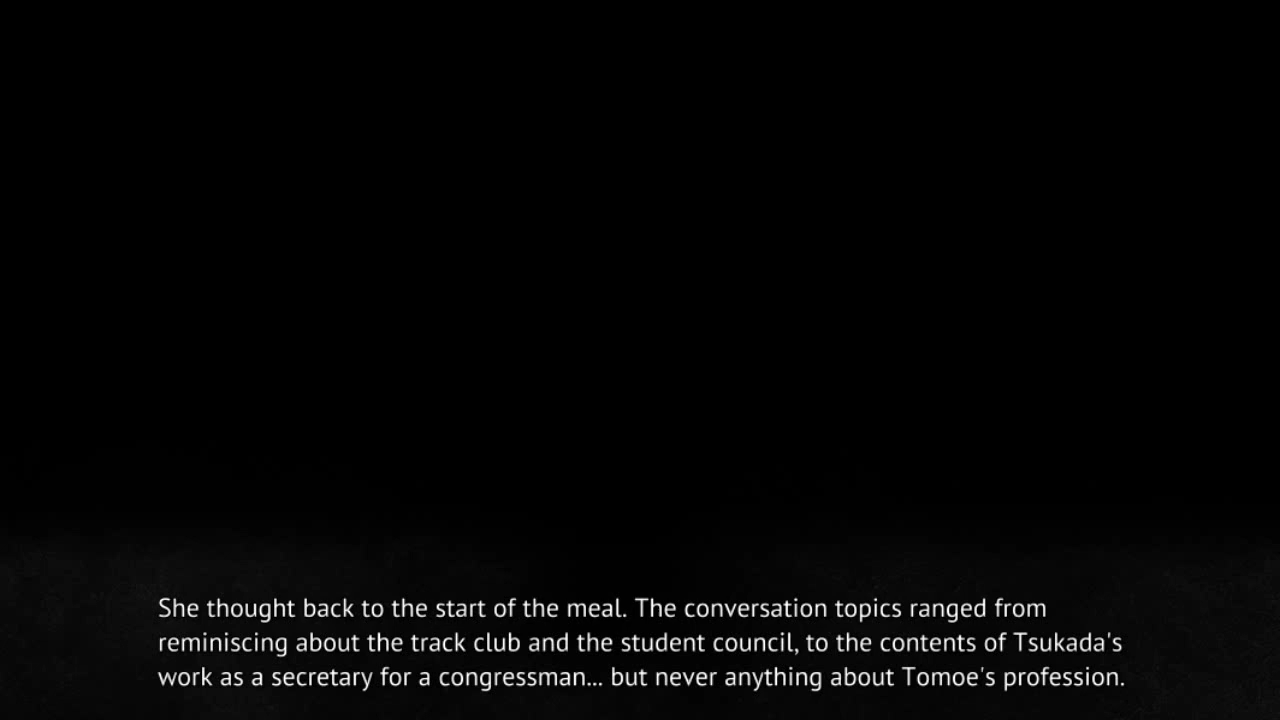 She thought back to the start of the meal. The conversation topics ranged from
reminiscing about the track club and the student council, to the contents of Tsukada's
work as a secretary for a congressman... but never anything about Tomoe's profession.